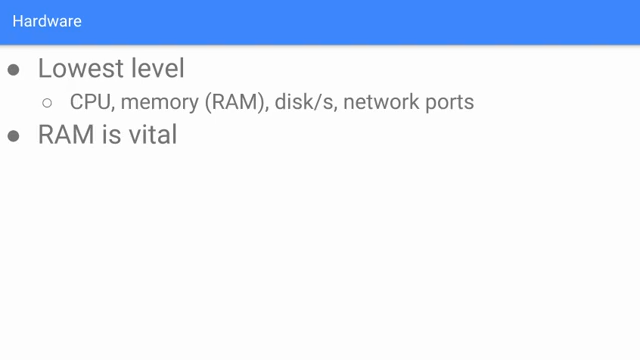 Hardware
● Lowest level
○ CPU, memory (RAM), disk/s, network ports
● RAM is vital